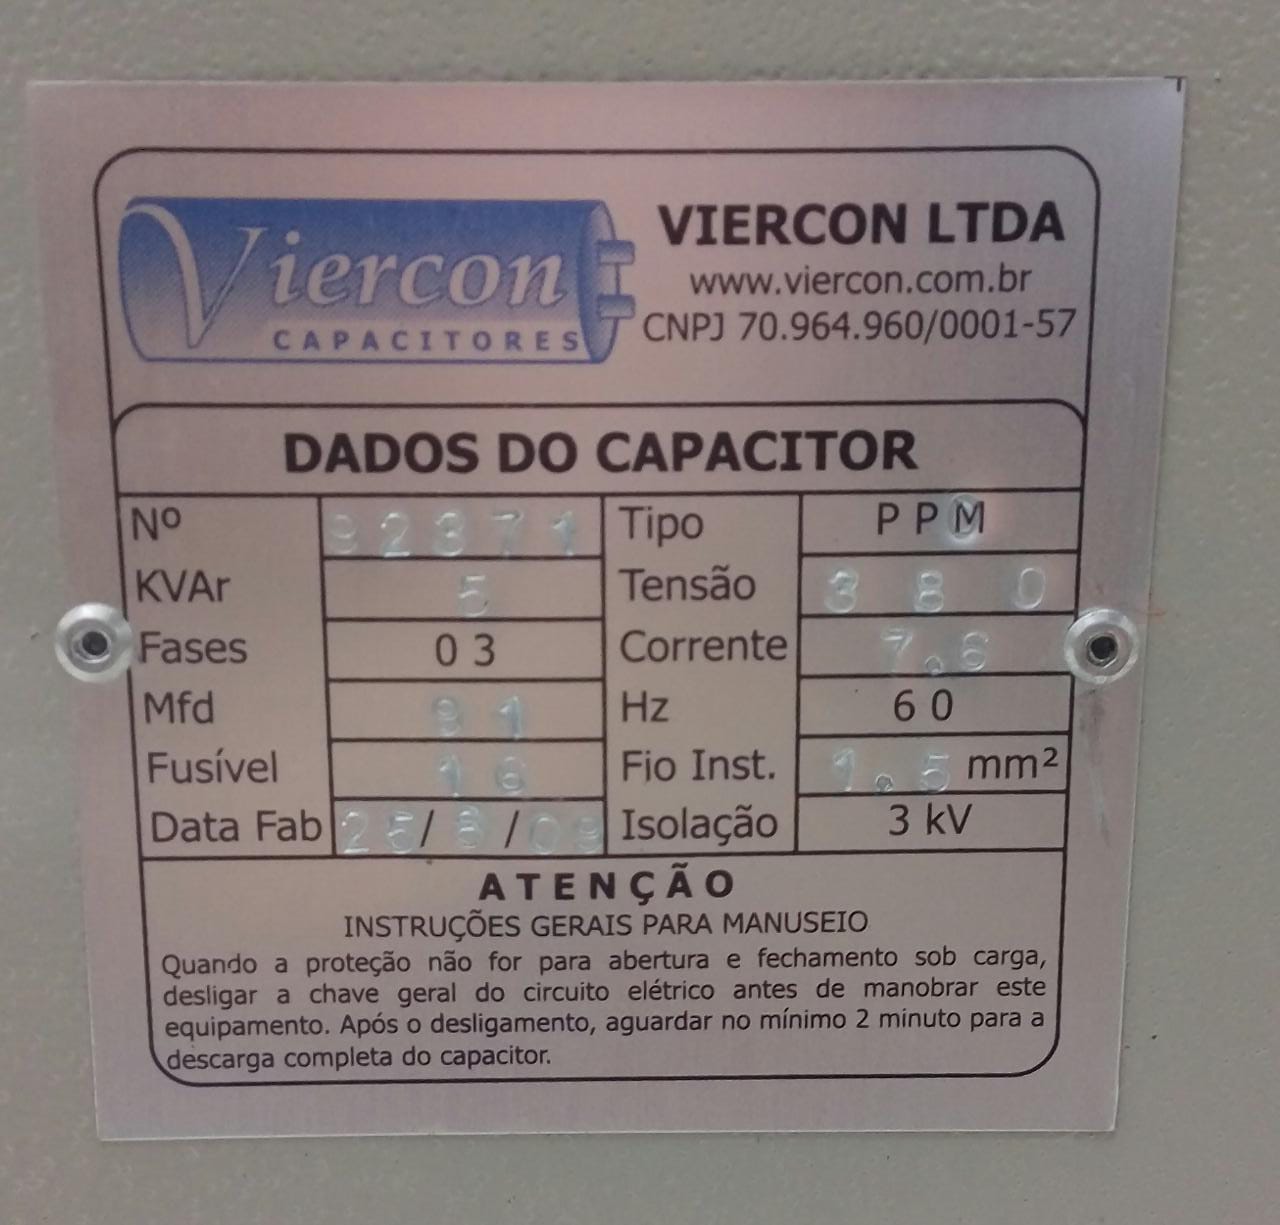 Viercon
CAPACITORES
VIERCON LTDA
www.viercon.com.br
CNPJ 70.964.960/0001-57
DADOS DO CAPACITOR
Nº Tipo PPM
KVAr 5 Tensão 380
Fases 03 Corrente 7.6
Mfd 91 Hz 60
Fusível 16 Fio Inst. 1.5 mm²
Data Fab Isolação 3 kV
ATENÇÃO
INSTRUÇÕES GERAIS PARA MANUSEIO
Quando a proteção não for para abertura e fechamento sob carga,
desligar a chave geral do circuito elétrico antes de manobrar este
equipamento. Após o desligamento, aguardar no mínimo 2 minuto para a
descarga completa do capacitor.